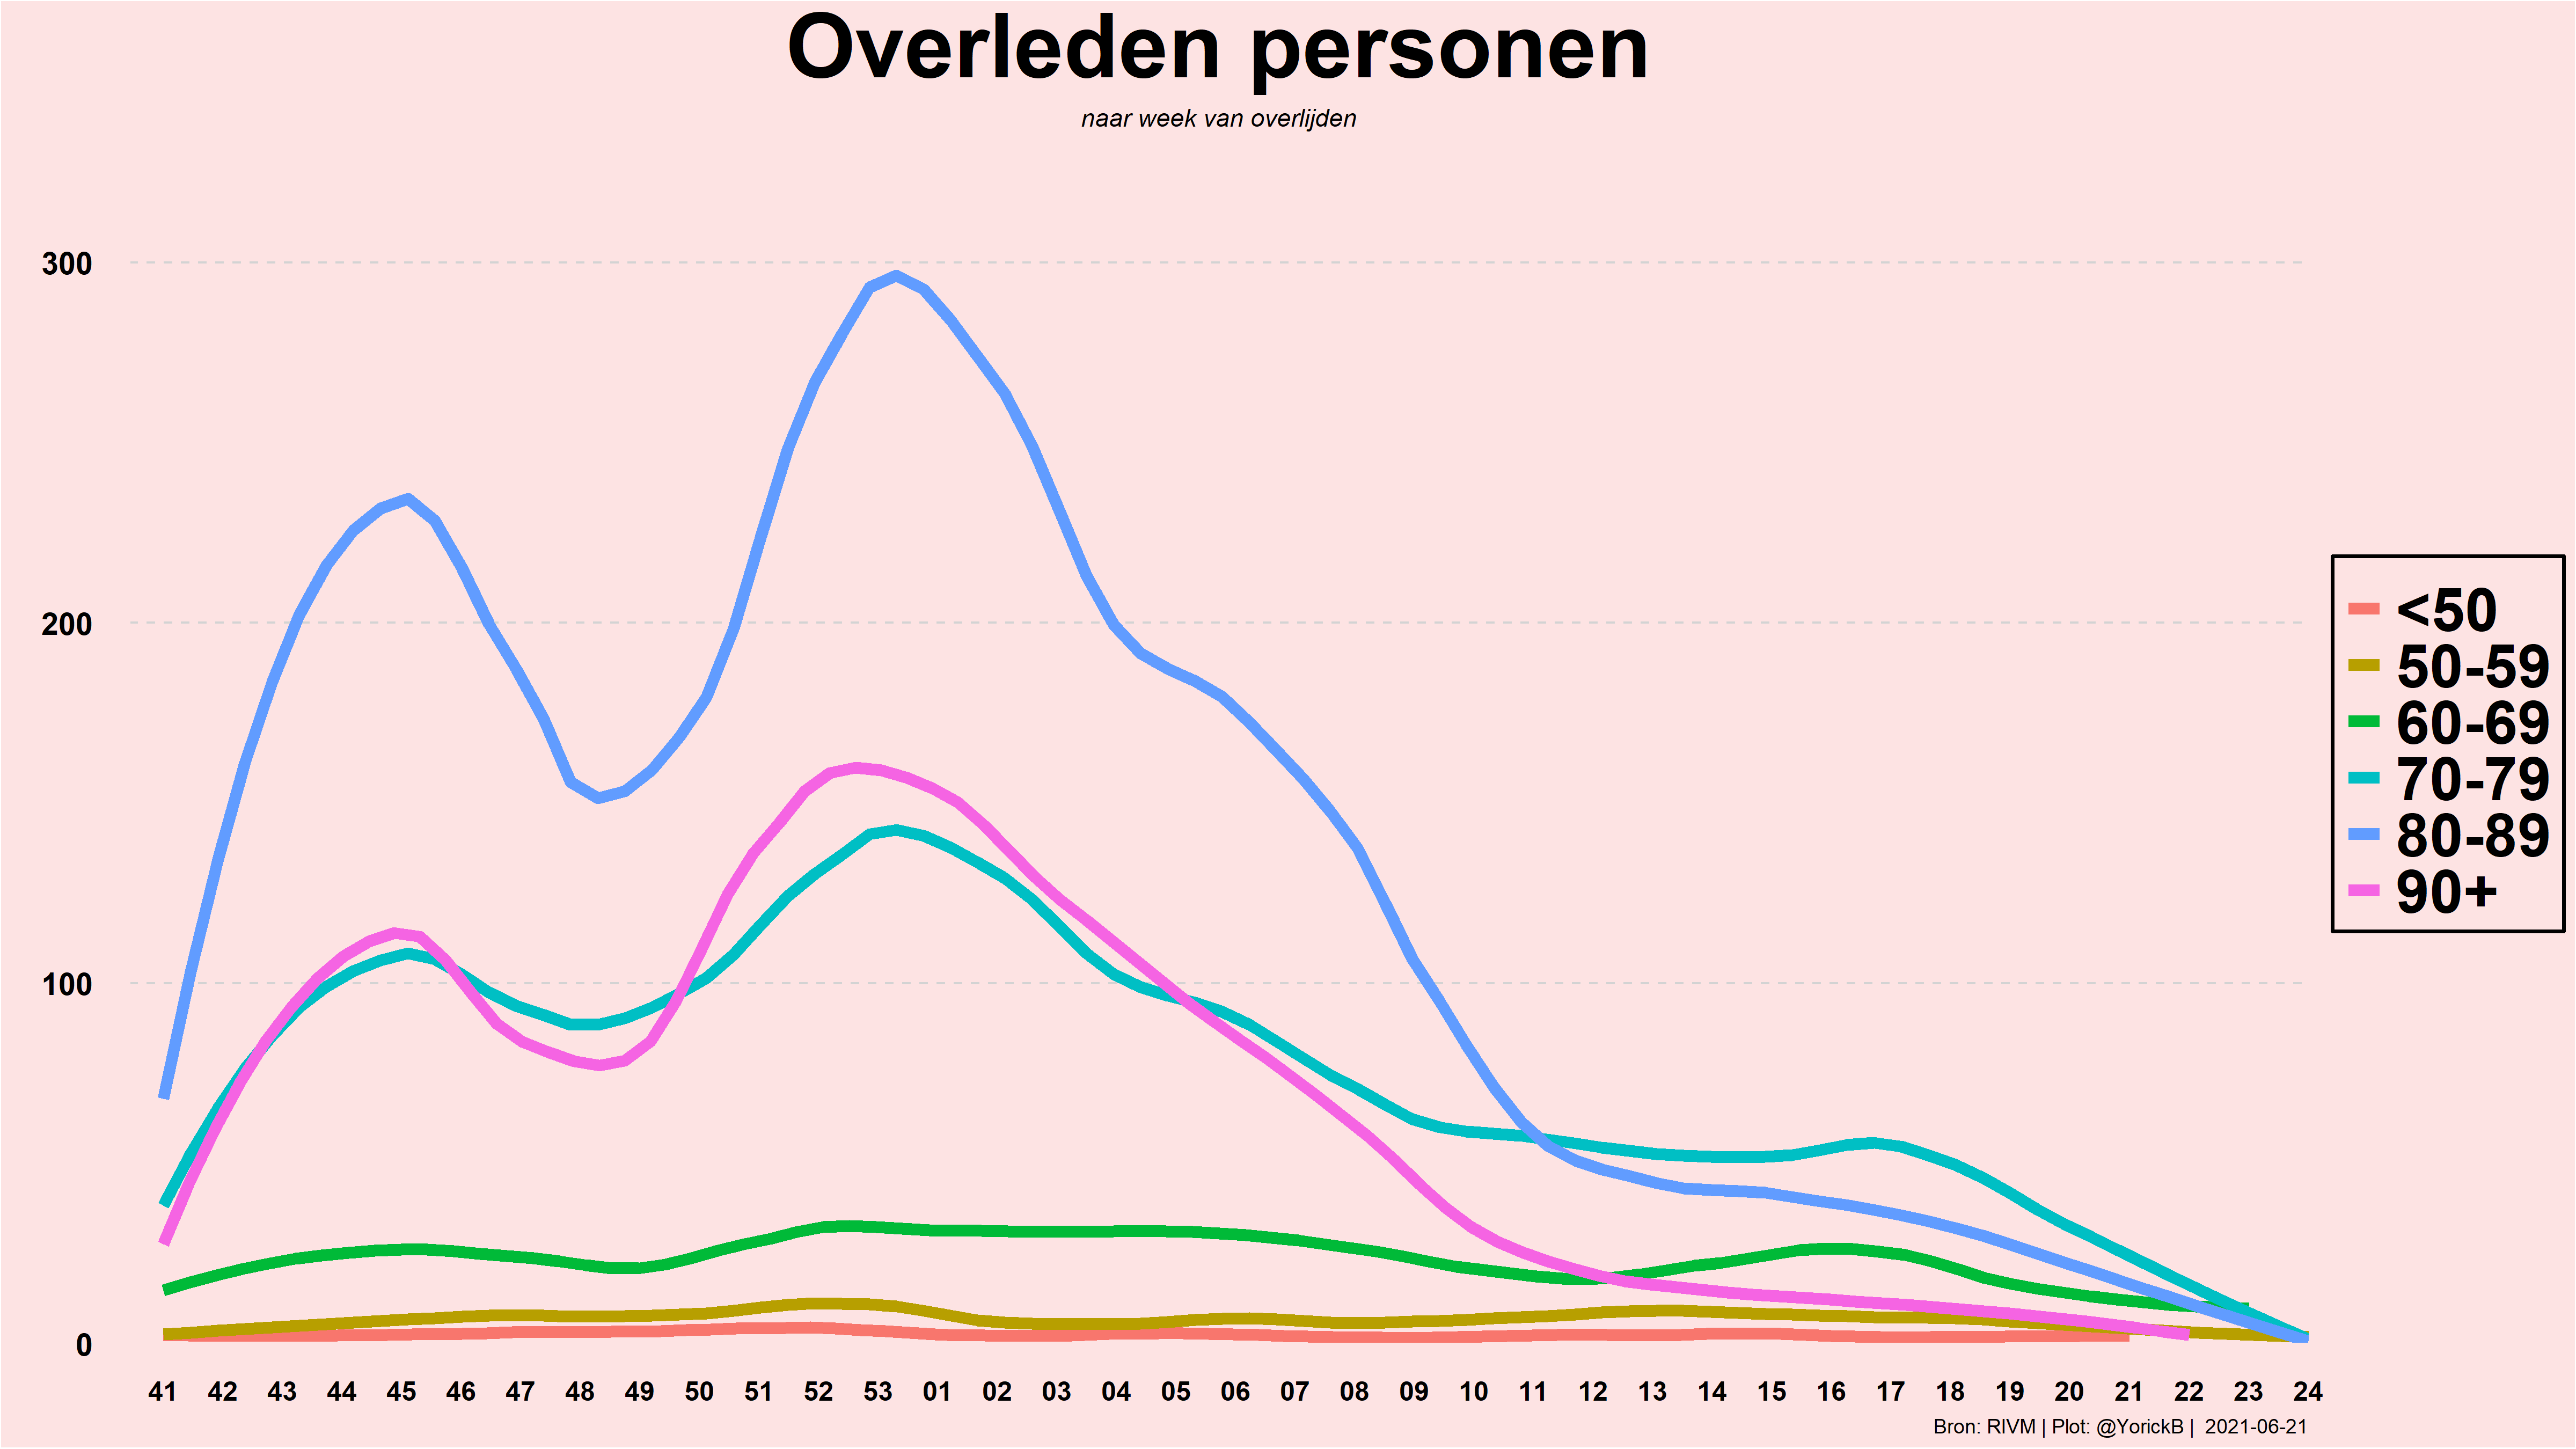 Overleden personen
naar week van overlijden
300
200
100
0
<50
50-59
60-69
70-79
80-89
90+
41 42 43 44 45 46 47 48 49 50 51 52 53 01 02 03 04 05 06 07 08 09 10 11 12 13 14 15 16 17 18 19 20 21 22 23 24
Bron: RIVM | Plot: @YorickB | 2021-06-21